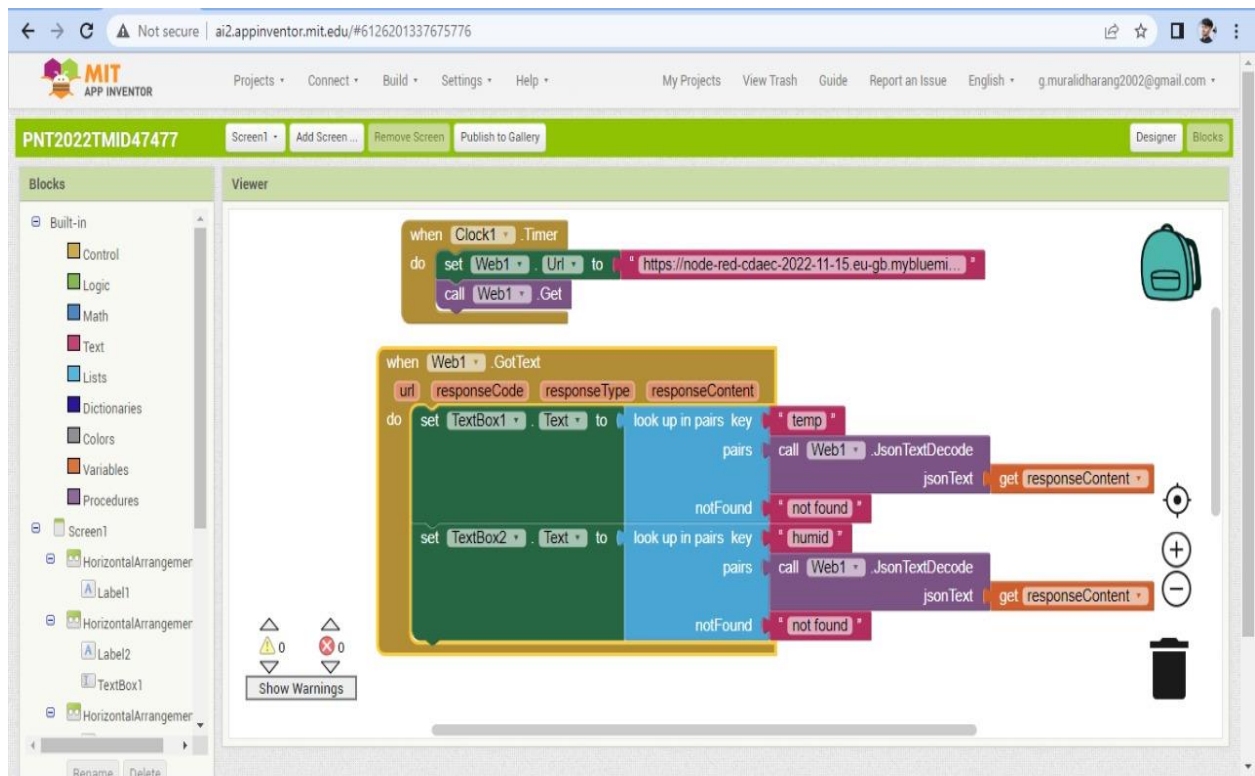 Not secure | ai2.appinventor.mit.edu/#6126201337675776
MIT
APP INVENTOR
Projects Connect Build Settings Help My Projects View Trash Guide Report an Issue English g.muralidharang2002@gmail.com
PNT2022TMID47477 Screen1 Add Screen ... Remove Screen Publish to Gallery Designer Blocks
Blocks
Viewer
Built-in
Control
Logic
Math
Text
Lists
Dictionaries
Colors
Variables
Procedures
Screen1
HorizontalArrangemer
Label1
HorizontalArrangemer
Label2
TextBox1
HorizontalArrangemer
Rename Delete
when Clock1 .Timer
do set Web1 . Url to " https://node-red-cdaec-2022-11-15.eu-gb.mybluemi... "
call Web1 .Get
when Web1 .GotText
url responseCode responseType responseContent
do set TextBox1 . Text to look up in pairs key " temp "
pairs call Web1 .JsonTextDecode
jsonText get responseContent
notFound " not found "
set TextBox2 . Text to look up in pairs key " humid "
pairs call Web1 .JsonTextDecode
jsonText get responseContent
notFound " not found "
0 0
Show Warnings